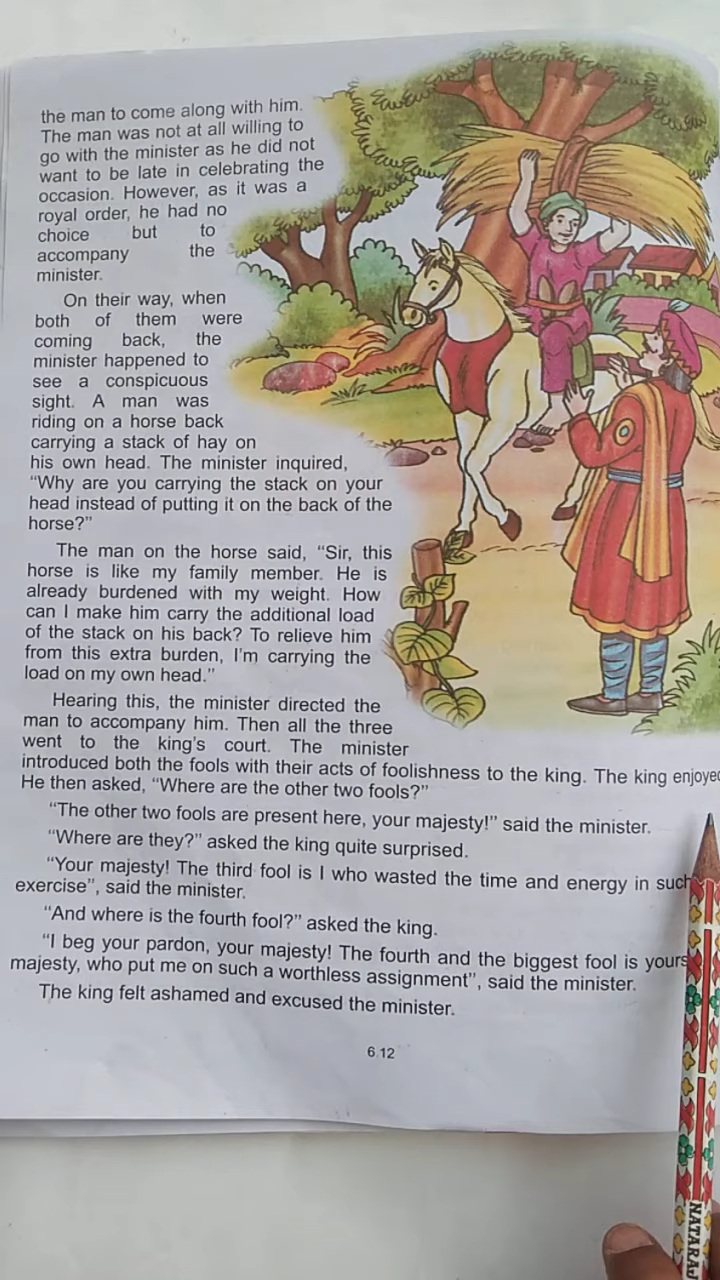 the man to come along with him.
The man was not at all willing to
go with the minister as he did not
want to be late in celebrating the
occasion. However, as it was a
royal order, he had no
choice but to
accompany the
minister.
On their way, when
both of them were
coming back, the
minister happened to
see a conspicuous
sight. A man was
riding on a horse back
carrying a stack of hay on
his own head. The minister inquired,
“Why are you carrying the stack on your
head instead of putting it on the back of the
horse?”
The man on the horse said, “Sir, this
horse is like my family member. He is
already burdened with my weight. How
can I make him carry the additional load
of the stack on his back? To relieve him
from this extra burden, I’m carrying the
load on my own head.”
Hearing this, the minister directed the
man to accompany him. Then all the three
went to the king’s court. The minister
introduced both the fools with their acts of foolishness to the king. The king enjoyed
He then asked, “Where are the other two fools?”
“The other two fools are present here, your majesty!” said the minister.
“Where are they?” asked the king quite surprised.
“Your majesty! The third fool is I who wasted the time and energy in such
exercise”, said the minister.
“And where is the fourth fool?” asked the king.
“I beg your pardon, your majesty! The fourth and the biggest fool is yours
majesty, who put me on such a worthless assignment”, said the minister.
The king felt ashamed and excused the minister.
6.12
NATARAJ